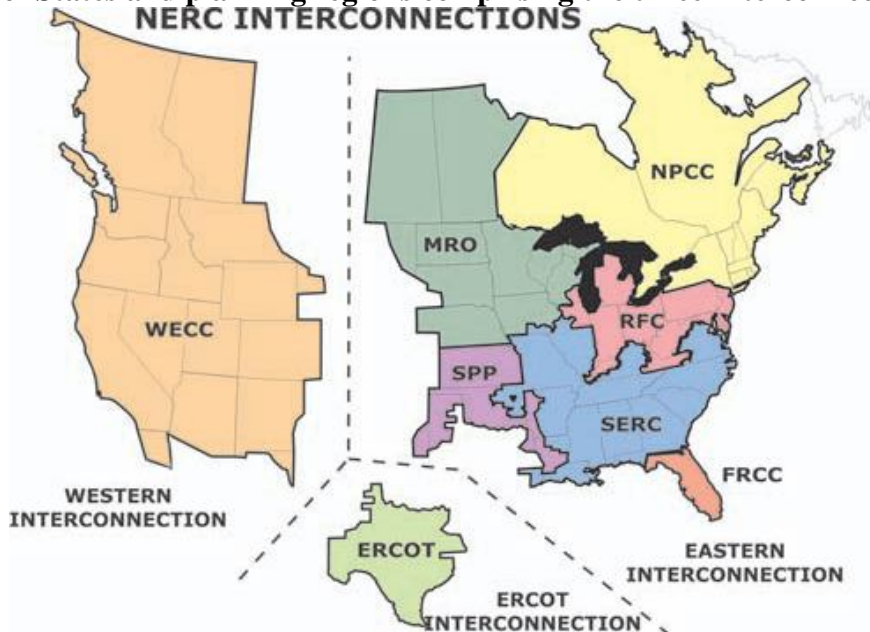 NERC INTERCONNECTIONS
NPCC
MRO
WECC
RFC
SPP
SERC
FRCC
WESTERN
INTERCONNECTION
ERCOT
EASTERN
INTERCONNECTION
ERCOT
INTERCONNECTION